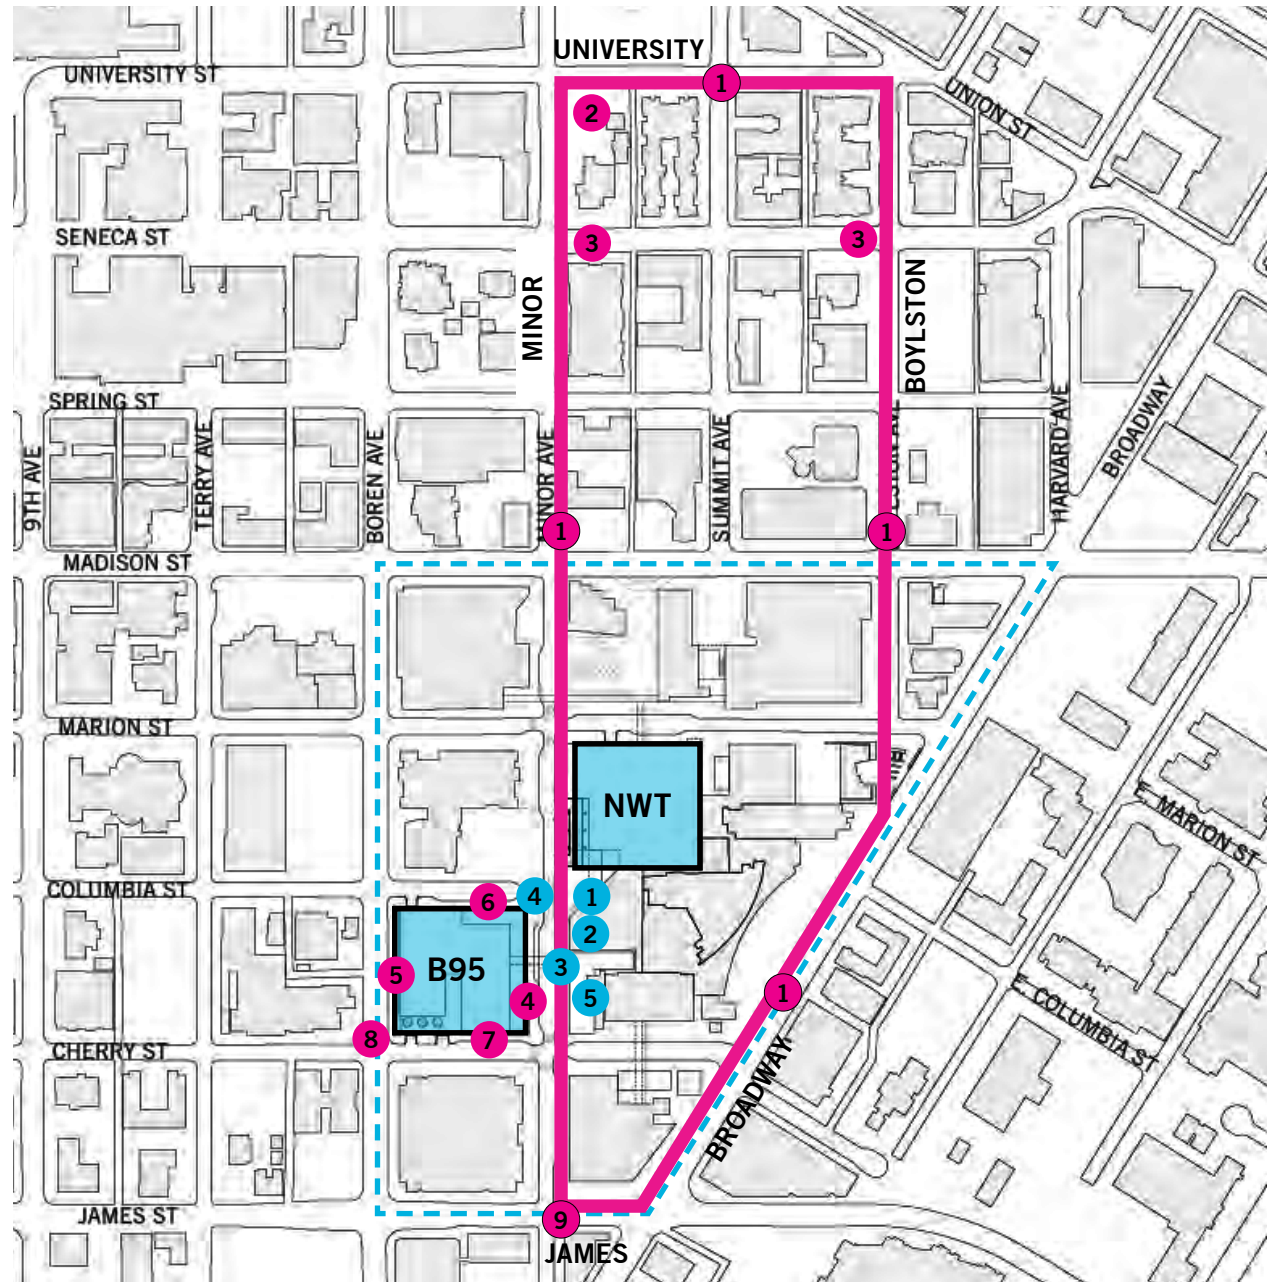 UNIVERSITY
UNIVERSITY ST
1
UNION ST
2
SENECA ST
3
3
MINOR
BOYLSTON
SPRING ST
9TH AVE
TERRY AVE
BOREN AVE
MINOR AVE
SUMMIT AVE
HARVARD AVE
BROADWAY
1
1
MADISON ST
MARION ST
NWT
E. MARION ST
COLUMBIA ST
6
4
1
2
B95
5
3
4
5
1
E. COLUMBIA ST
8
7
CHERRY ST
BROADWAY
JAMES ST
9
JAMES